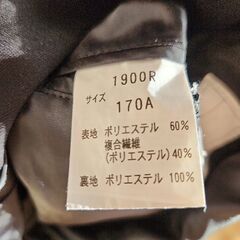 1900R
サイズ 170A
表地 ポリエステル 60%
複合繊維
(ポリエステル) 40%
裏地 ポリエステル 100%